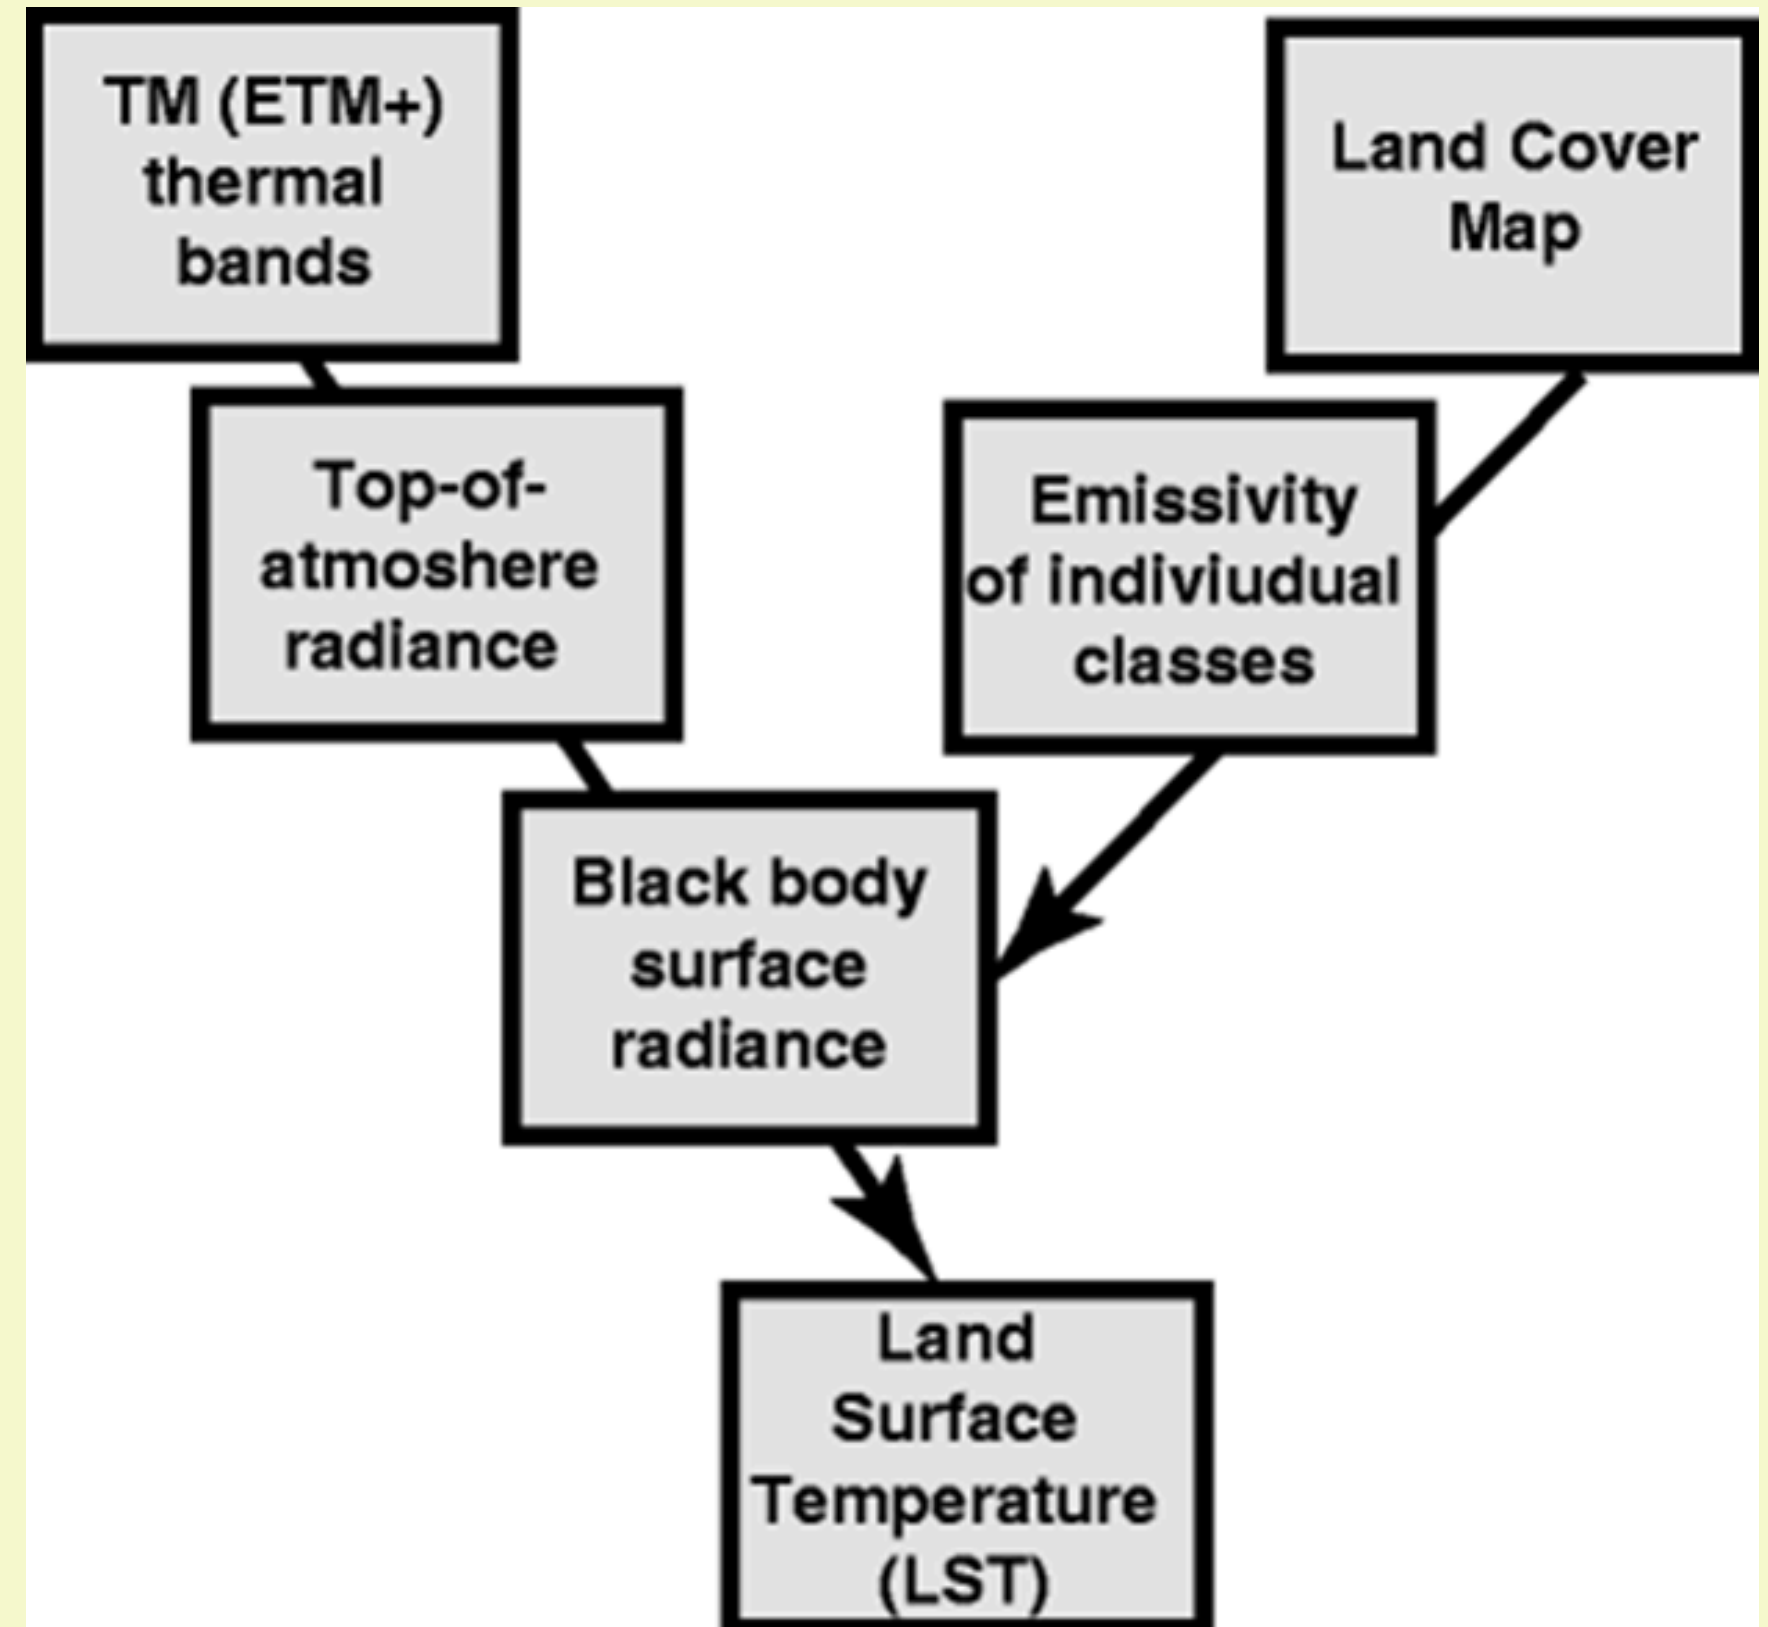 TM (ETM+)
thermal
bands
Land Cover
Map
Top-of-
atmoshere
radiance
Emissivity
of indiviudual
classes
Black body
surface
radiance
Land
Surface
Temperature
(LST)